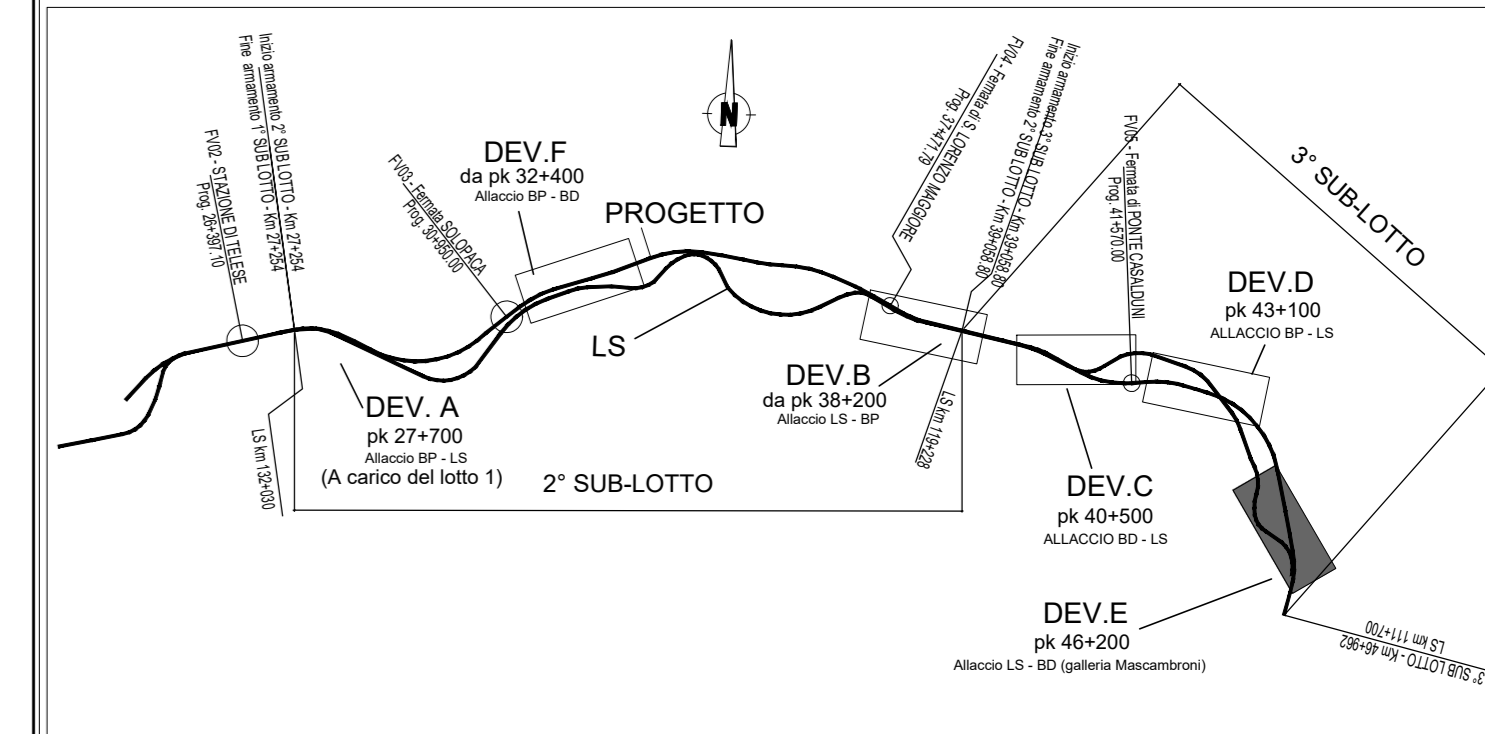 Inizio armamento 2° SUB LOTTO - Km 27+254
Fine armamento 1° SUB LOTTO - Km 27+254
FV02 - STAZIONE DI TELESE
Prog. 26+397.10
FV03 - Fermata SOLOPACA
Prog. 30+950.00
DEV.F
da pk 32+400
Allaccio BP - BD
PROGETTO
N
FV04 - Fermata di S. LORENZO MAGGIORE
Prog. 37+471.79
Inizio armamento 3° SUB LOTTO - Km 39+058.80
Fine armamento 2° SUB LOTTO - Km 39+058.80
FV05 - Fermata di PONTE CASALDUNI
Prog. 41+570.00
3° SUB-LOTTO
DEV.D
pk 43+100
ALLACCIO BP - LS
LS
DEV. A
pk 27+700
Allaccio BP - LS
(A carico del lotto 1)
LS km 132+030
2° SUB-LOTTO
DEV.B
da pk 38+200
Allaccio LS - BP
LS km 119+228
DEV.C
pk 40+500
ALLACCIO BD - LS
DEV.E
pk 46+200
Allaccio LS - BD (galleria Mascambroni)
LS km 111+700
3° SUB LOTTO - Km 46+962